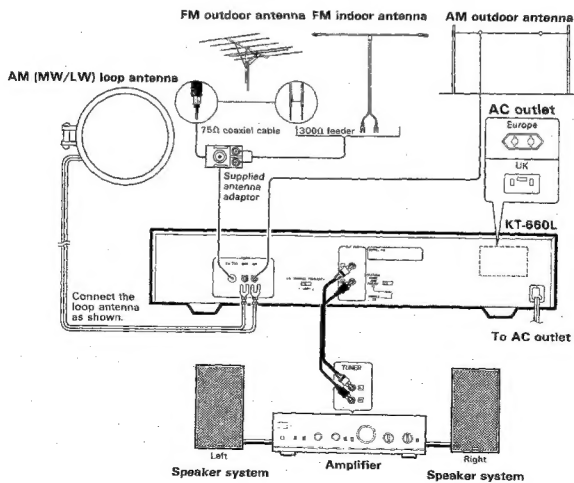 FM outdoor antenna
FM indoor antenna
AM outdoor antenna
AM (MW/LW) loop antenna
75Ω coaxial cable
300Ω feeder
Supplied
antenna
adaptor
AC outlet
Europe
UK
KT-660L
Connect the
loop antenna
as shown.
To AC outlet
TUNER
Left
Speaker system
Amplifier
Right
Speaker system